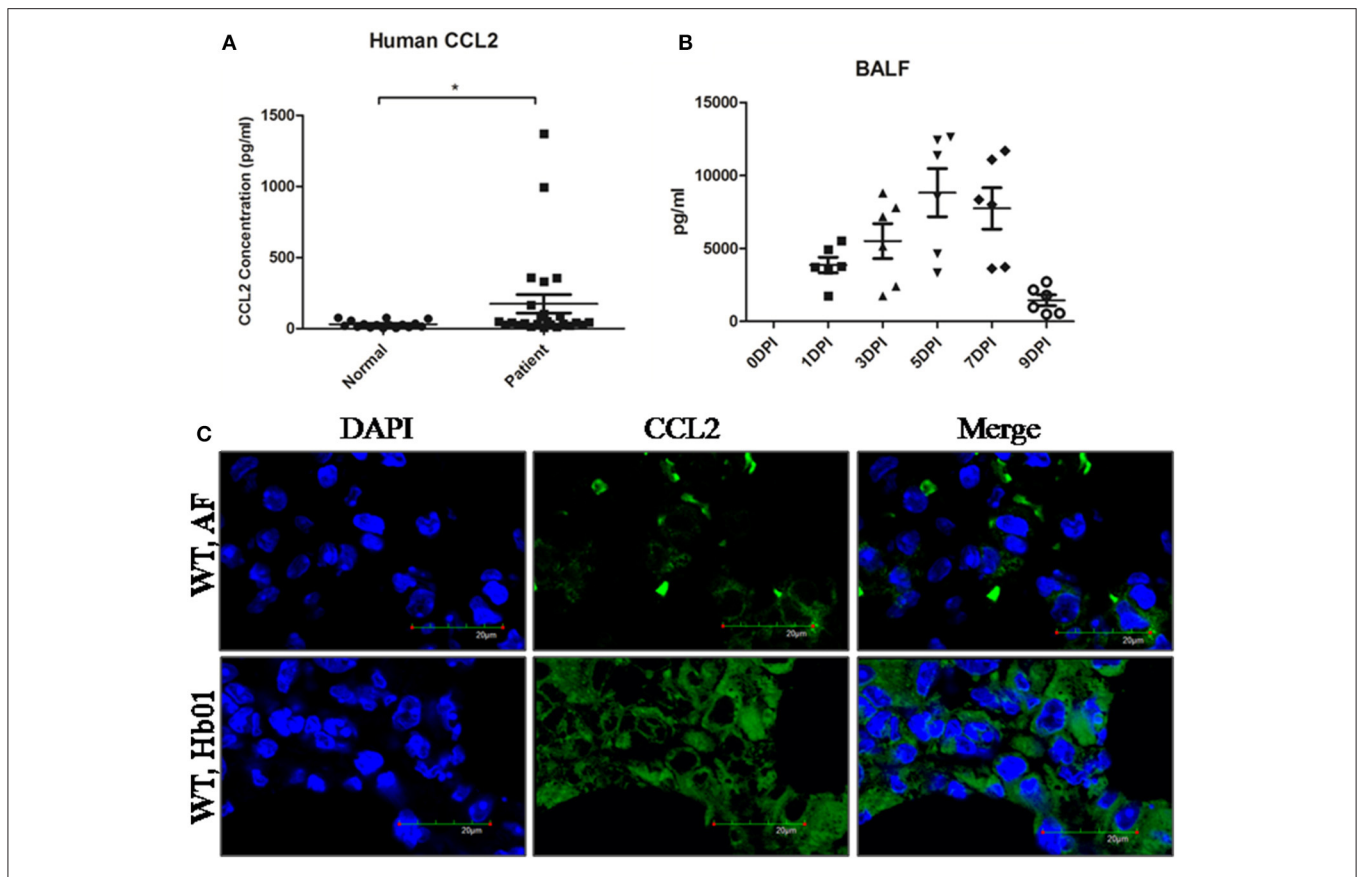 A
Human CCL2
*
CCL2 Concentration (pg/ml)
1500
1000
500
0
Normal
Patient
B
BALF
pg/ml
15000
10000
5000
0
0DPI
1DPI
3DPI
5DPI
7DPI
9DPI
C
DAPI
CCL2
Merge
WT, AF
20μm
20μm
20μm
WT, Hb01
20μm
20μm
20μm